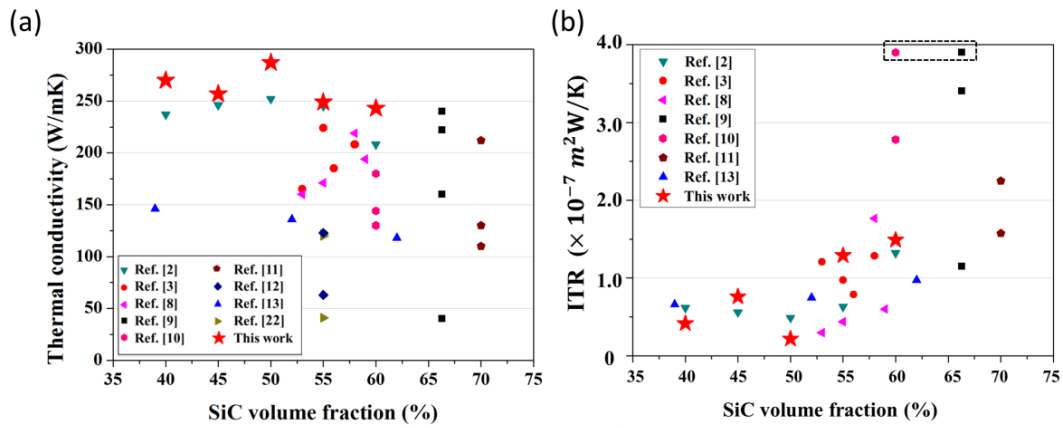 (a)
300
250
200
150
100
50
0
Thermal conductivity (W/mK)
Ref. [2]
Ref. [3]
Ref. [8]
Ref. [9]
Ref. [10]
Ref. [11]
Ref. [12]
Ref. [13]
Ref. [22]
This work
35 40 45 50 55 60 65 70 75
SiC volume fraction (%)
(b)
4.0
3.0
2.0
1.0
0
ITR (× 10⁻⁷ m²W/K)
Ref. [2]
Ref. [3]
Ref. [8]
Ref. [9]
Ref. [10]
Ref. [11]
Ref. [13]
This work
35 40 45 50 55 60 65 70 75
SiC volume fraction (%)